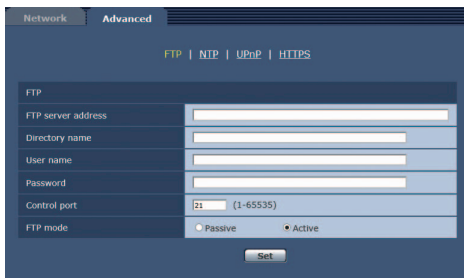 Network Advanced
FTP | NTP | UPnP | HTTPS
FTP
FTP server address
Directory name
User name
Password
Control port 21 (1-65535)
FTP mode Passive Active
Set